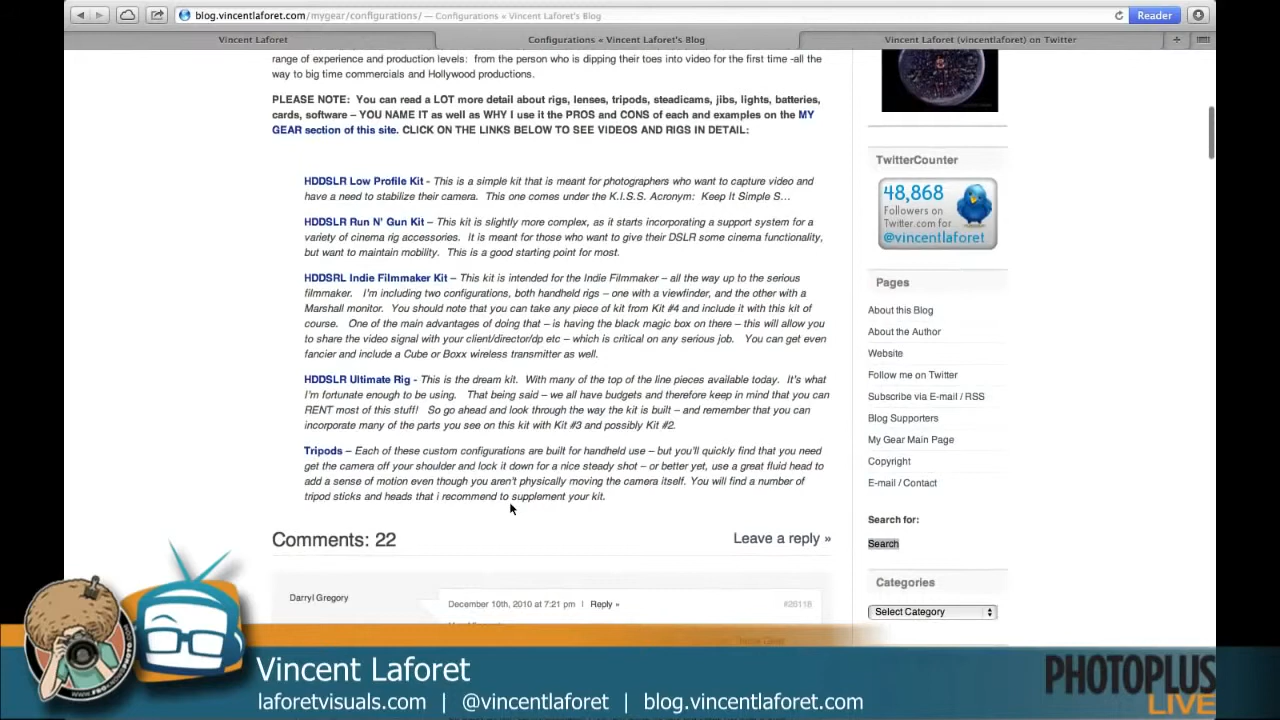 blog.vincentlaforet.com/mygear/configurations/ — Configurations « Vincent Laforet's Blog
Reader
Vincent Laforet
Configurations « Vincent Laforet's Blog
Vincent Laforet (vincentlaforet) on Twitter
range of experience and production levels: from the person who is dipping their toes into video for the first time -all the
way to big time commercials and Hollywood productions.
PLEASE NOTE: You can read a LOT more detail about rigs, lenses, tripods, steadicams, jibs, lights, batteries,
cards, software – YOU NAME IT as well as WHY I use it the PROS and CONS of each and examples on the MY
GEAR section of this site. CLICK ON THE LINKS BELOW TO SEE VIDEOS AND RIGS IN DETAIL:
HDDSLR Low Profile Kit - This is a simple kit that is meant for photographers who want to capture video and
have a need to stabilize their camera. This one comes under the K.I.S.S. Acronym: Keep It Simple S…
HDDSLR Run N' Gun Kit – This kit is slightly more complex, as it starts incorporating a support system for a
variety of cinema rig accessories. It is meant for those who want to give their DSLR some cinema functionality,
but want to maintain mobility. This is a good starting point for most.
HDDSRL Indie Filmmaker Kit – This kit is intended for the Indie Filmmaker – all the way up to the serious
filmmaker. I'm including two configurations, both handheld rigs – one with a viewfinder, and the other with a
Marshall monitor. You should note that you can take any piece of kit from Kit #4 and include it with this kit of
course. One of the main advantages of doing that – is having the black magic box on there – this will allow you
to share the video signal with your client/director/dp etc – which is critical on any serious job. You can get even
fancier and include a Cube or Boxx wireless transmitter as well.
HDDSLR Ultimate Rig - This is the dream kit. With many of the top of the line pieces available today. It's what
I'm fortunate enough to be using. That being said – we all have budgets and therefore keep in mind that you can
RENT most of this stuff! So go ahead and look through the way the kit is built – and remember that you can
incorporate many of the parts you see on this kit with Kit #3 and possibly Kit #2.
Tripods – Each of these custom configurations are built for handheld use – but you'll quickly find that you need
get the camera off your shoulder and lock it down for a nice steady shot – or better yet, use a great fluid head to
add a sense of motion even though you aren't physically moving the camera itself. You will find a number of
tripod sticks and heads that i recommend to supplement your kit.
Comments: 22
Leave a reply »
Darryl Gregory
December 10th, 2010 at 7:21 pm | Reply »
#26118
TwitterCounter
48,868
Followers on
Twitter.com for
@vincentlaforet
Pages
About this Blog
About the Author
Website
Follow me on Twitter
Subscribe via E-mail / RSS
Blog Supporters
My Gear Main Page
Copyright
E-mail / Contact
Search for:
Search
Categories
Select Category
Vincent Laforet
laforetvisuals.com | @vincentlaforet | blog.vincentlaforet.com
PHOTOPLUS
LIVE